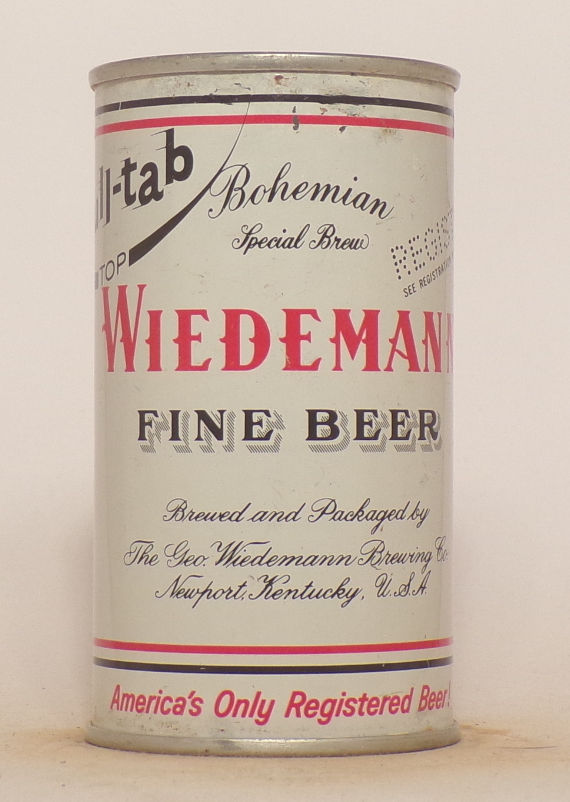 ll-tab
TOP
Bohemian
Special Brew
REGIST
SEE REGISTRATION
WIEDEMANN
FINE BEER
Brewed and Packaged by
The Geo. Wiedemann Brewing Co.
Newport, Kentucky, U.S.A.
America's Only Registered Beer!